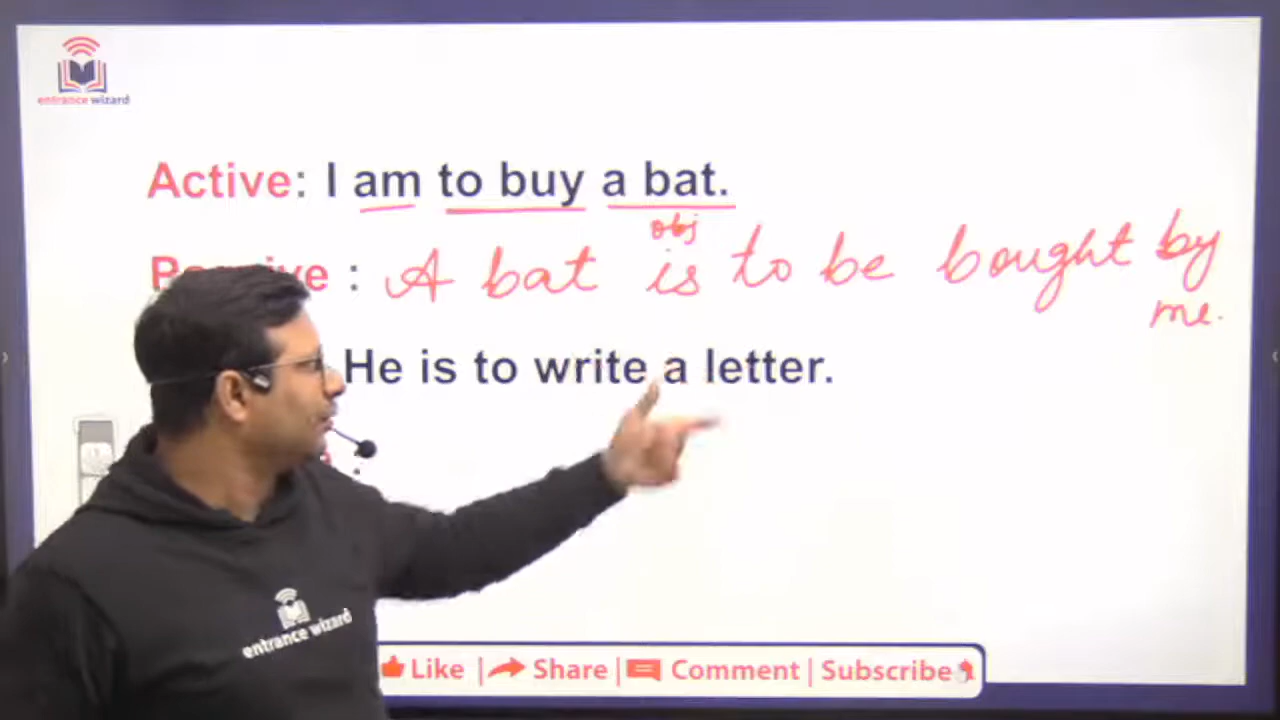 entrance wizard
Active: I am to buy a bat.
obj
Passive : A bat is to be bought by
me.
He is to write a letter.
:
entrance wizard
Like | Share | Comment | Subscribe